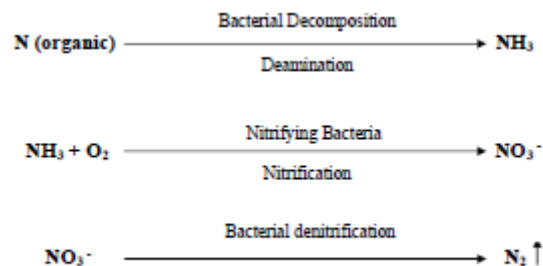 Bacterial Decomposition
N (organic) NH₃
Deamination
Nitrifying Bacteria
NH₃ + O₂ NO₃⁻
Nitrification
Bacterial denitrification
NO₃⁻ N₂ ↑